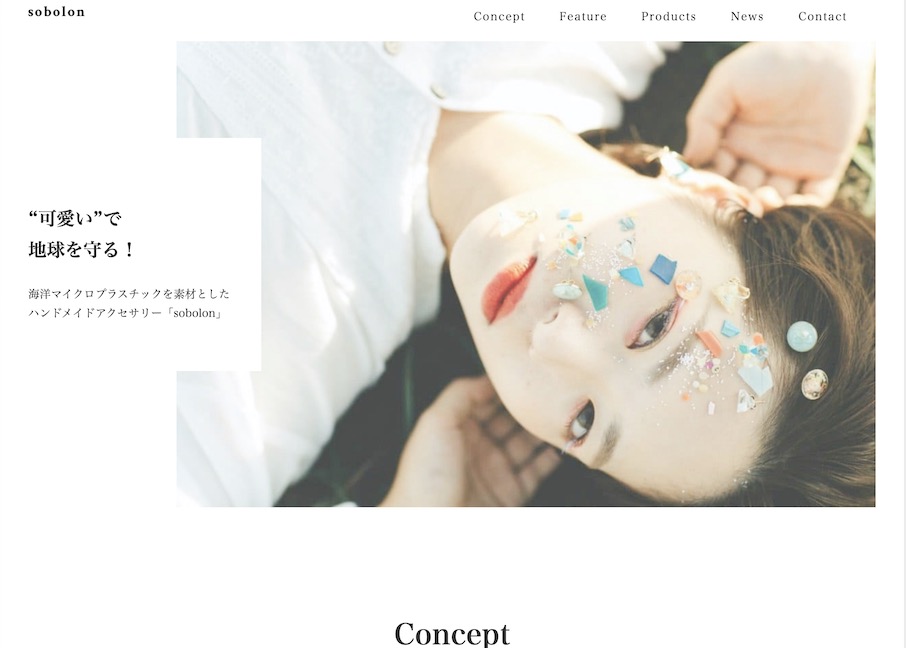 sobolon
Concept Feature Products News Contact
“可愛い”で
地球を守る！
海洋マイクロプラスチックを素材とした
ハンドメイドアクセサリー「sobolon」
Concept